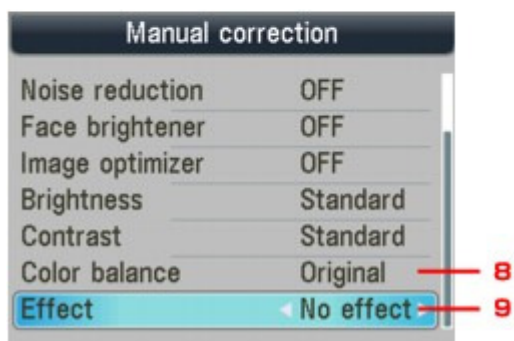 Manual correction
Noise reduction OFF
Face brightener OFF
Image optimizer OFF
Brightness Standard
Contrast Standard
Color balance Original 8
Effect No effect 9